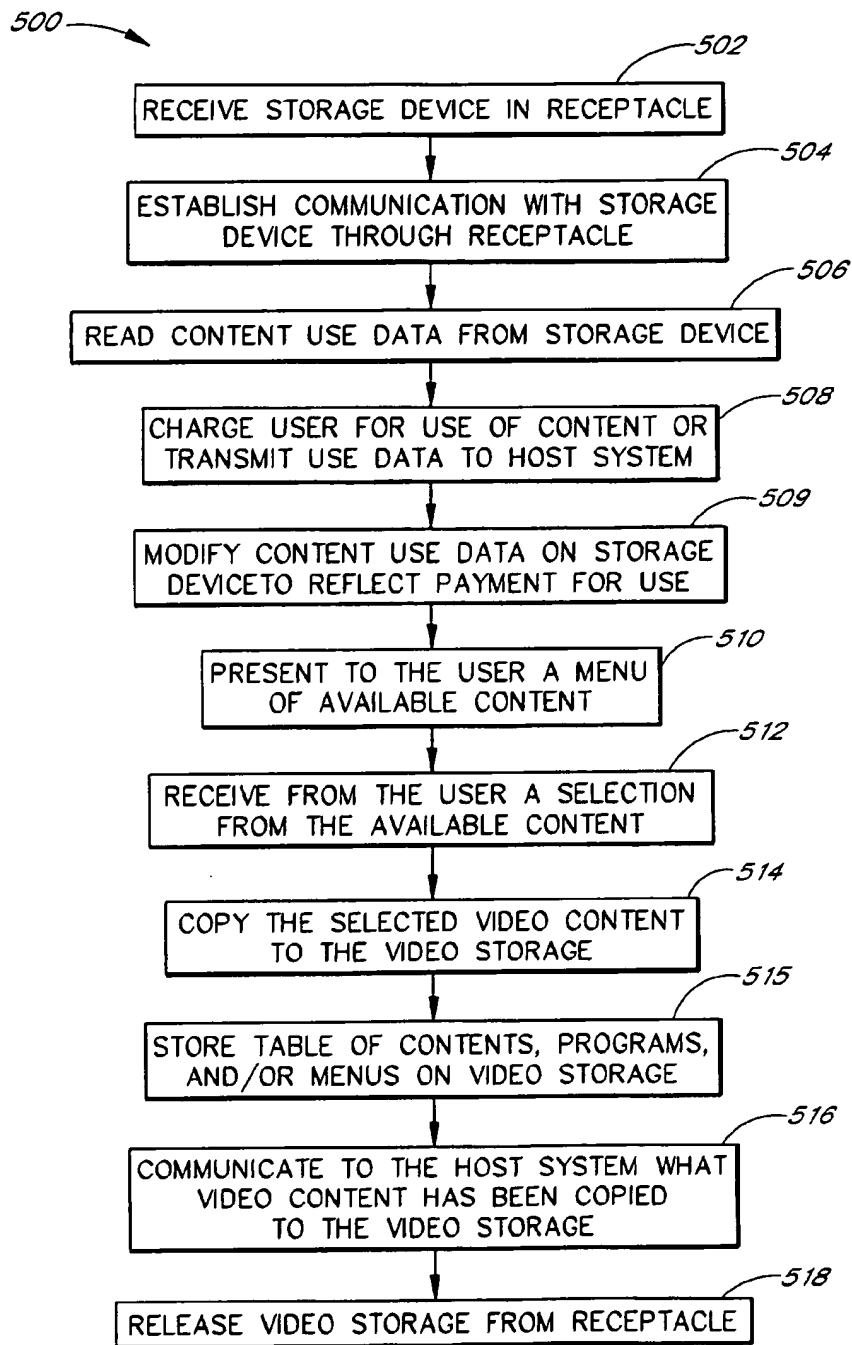 500
502
RECEIVE STORAGE DEVICE IN RECEPTACLE
504
ESTABLISH COMMUNICATION WITH STORAGE
DEVICE THROUGH RECEPTACLE
506
READ CONTENT USE DATA FROM STORAGE DEVICE
508
CHARGE USER FOR USE OF CONTENT OR
TRANSMIT USE DATA TO HOST SYSTEM
509
MODIFY CONTENT USE DATA ON STORAGE
DEVICETO REFLECT PAYMENT FOR USE
510
PRESENT TO THE USER A MENU
OF AVAILABLE CONTENT
512
RECEIVE FROM THE USER A SELECTION
FROM THE AVAILABLE CONTENT
514
COPY THE SELECTED VIDEO CONTENT
TO THE VIDEO STORAGE
515
STORE TABLE OF CONTENTS, PROGRAMS,
AND/OR MENUS ON VIDEO STORAGE
516
COMMUNICATE TO THE HOST SYSTEM WHAT
VIDEO CONTENT HAS BEEN COPIED
TO THE VIDEO STORAGE
518
RELEASE VIDEO STORAGE FROM RECEPTACLE